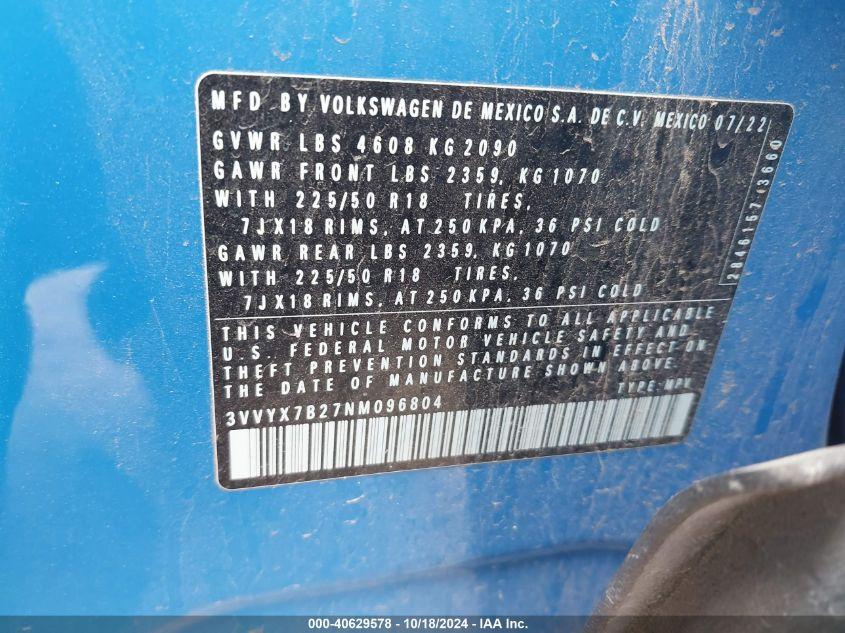 MFD BY VOLKSWAGEN DE MEXICO S.A. DE C.V. MEXICO 07/22
GVWR LBS 4608 KG 2090
GAWR FRONT LBS 2359, KG1070
WITH 225/50 R18 TIRES,
7JX18 RIMS, AT 250 KPA, 36 PSI COLD
GAWR REAR LBS 2359, KG1070
WITH 225/50 R18 TIRES,
7JX18 RIMS, AT 250 KPA, 36 PSI COLD
THIS VEHICLE CONFORMS TO ALL APPLICABLE
U.S. FEDERAL MOTOR VEHICLE SAFETY AND
THEFT PREVENTION STANDARDS IN EFFECT ON
THE DATE OF MANUFACTURE SHOWN ABOVE.
TYPE: MPV
3VVYX7B27NM096804
000-40629578 - 10/18/2024 - IAA Inc.